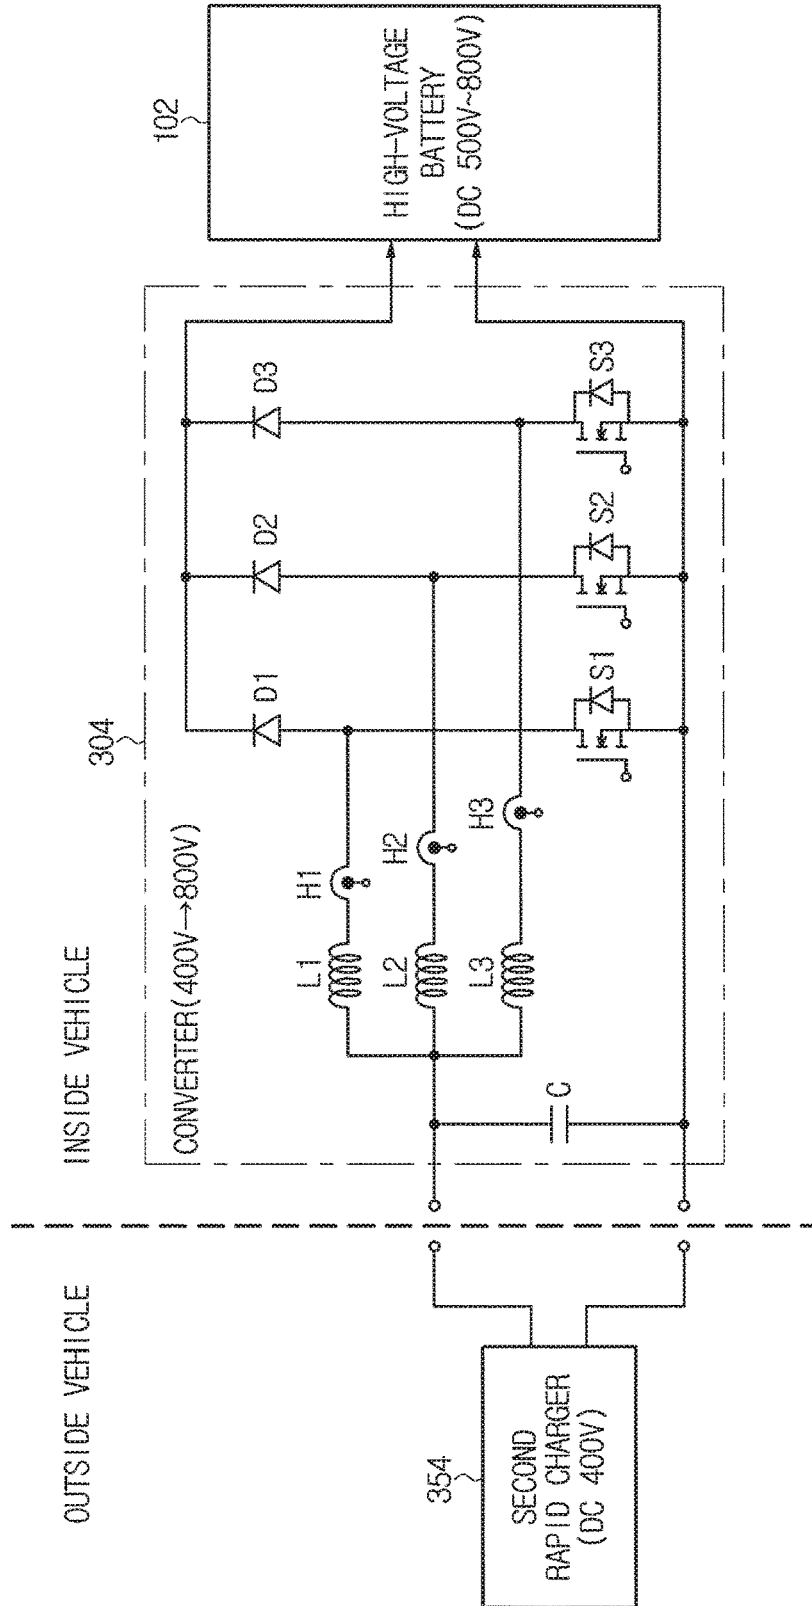 OUTSIDE VEHICLE
INSIDE VEHICLE
354
SECOND
RAPID CHARGER
(DC 400V)
304
CONVERTER(400V→800V)
C
L1
L2
L3
H1
H2
H3
D1
D2
D3
S1
S2
S3
102
HIGH-VOLTAGE
BATTERY
(DC 500V~800V)